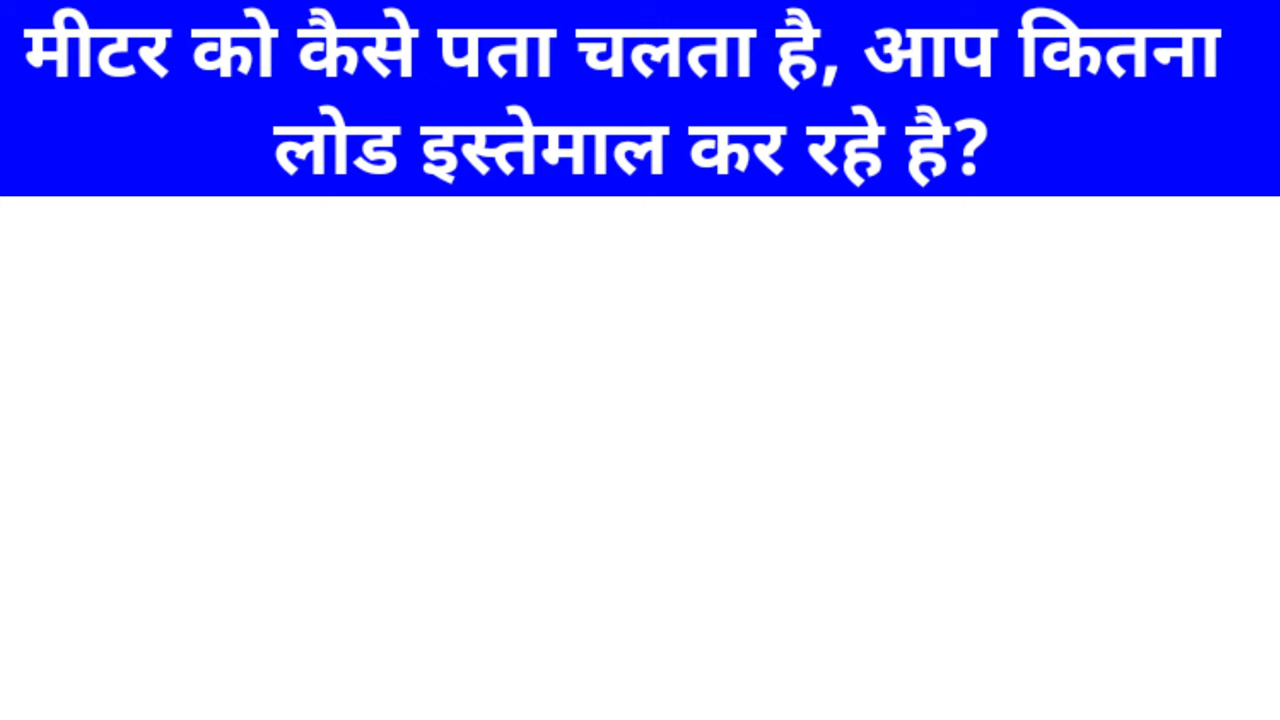 मीटर को कैसे पता चलता है, आप कितना
लोड इस्तेमाल कर रहे है?